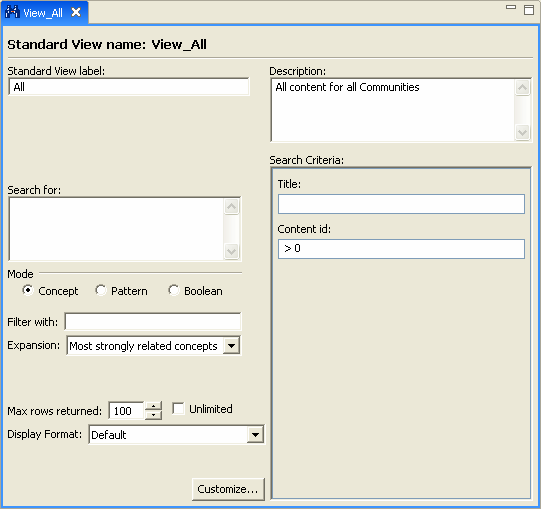 View_All
Standard View name: View_All
Standard View label:
All
Description:
All content for all Communities
Search for:
Mode
Concept Pattern Boolean
Filter with:
Expansion: Most strongly related concepts
Max rows returned: 100 Unlimited
Display Format: Default
Customize...
Search Criteria:
Title:
Content id:
> 0